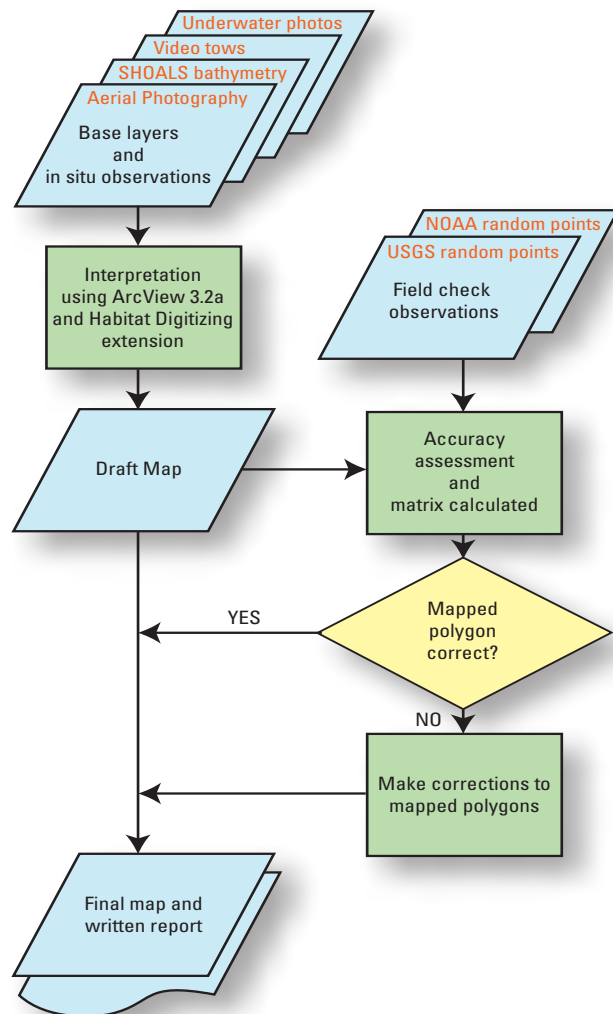 Underwater photos
Video tows
SHOALS bathymetry
Aerial Photography
Base layers
and
in situ observations
NOAA random points
USGS random points
Field check
observations
Interpretation
using ArcView 3.2a
and Habitat Digitizing
extension
Draft Map
Accuracy
assessment
and
matrix calculated
YES
Mapped
polygon
correct?
NO
Make corrections to
mapped polygons
Final map and
written report